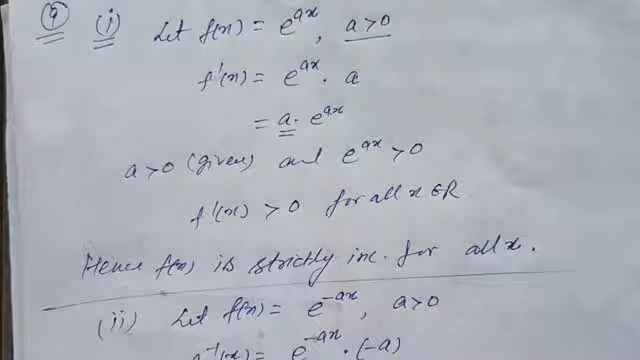 (9) (i) Let f(x) = e^{ax}, a>0
f'(x) = e^{ax} · a
= a · e^{ax}
a>0 (given) and e^{ax} >0
f'(x) >0 for all x ∈ R
Hence f(x) is strictly inc. for all x.
(ii) Let f(x) = e^{-ax}, a>0
(x) = e^{-ax} · (-a)